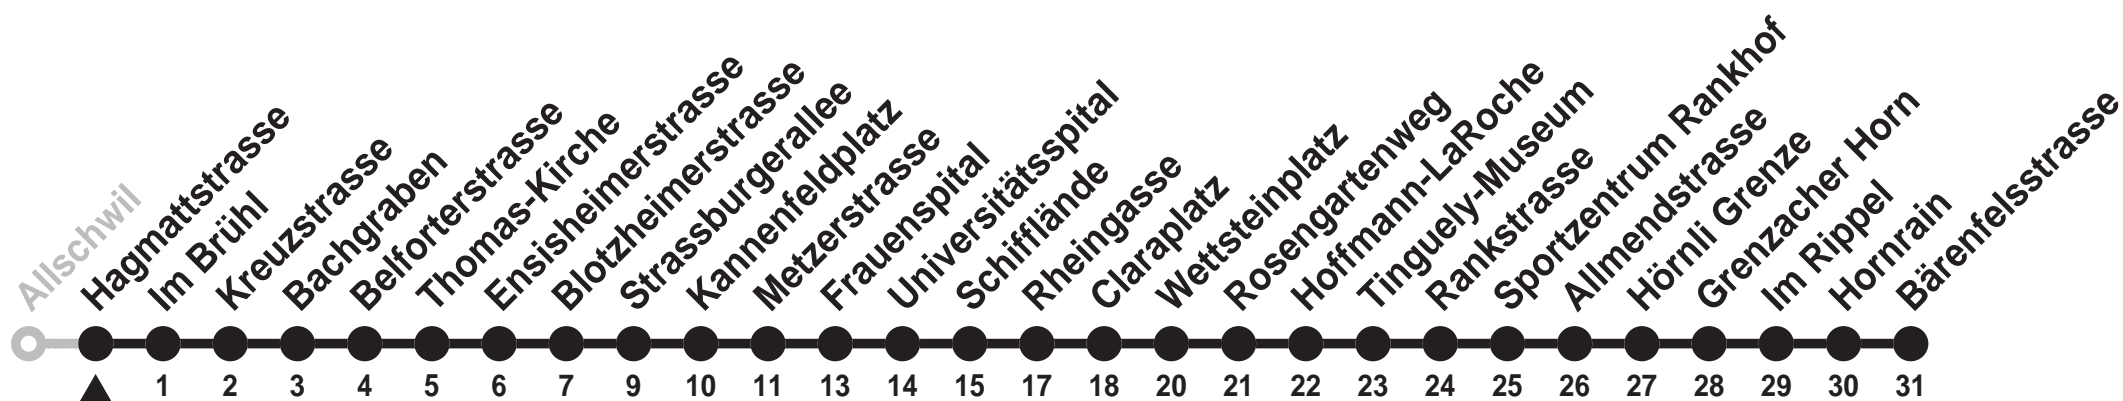 Allschwil
Hagmattstrasse
Im Brühl
Kreuzstrasse
Bachgraben
Belforterstrasse
Thomas-Kirche
Ensisheimerstrasse
Blotzheimerstrasse
Strassburgerallee
Kannenfeldplatz
Metzerstrasse
Frauenspital
Universitätsspital
Schifflände
Rheingasse
Claraplatz
Wettsteinplatz
Rosengartenweg
Hoffmann-LaRoche
Tinguely-Museum
Rankstrasse
Sportzentrum Rankhof
Allmendstrasse
Hörnli Grenze
Grenzacher Horn
Im Rippel
Hornrain
Bärenfelsstrasse
1 2 3 4 5 6 7 9 10 11 13 14 15 17 18 20 21 22 23 24 25 26 27 28 29 30 31